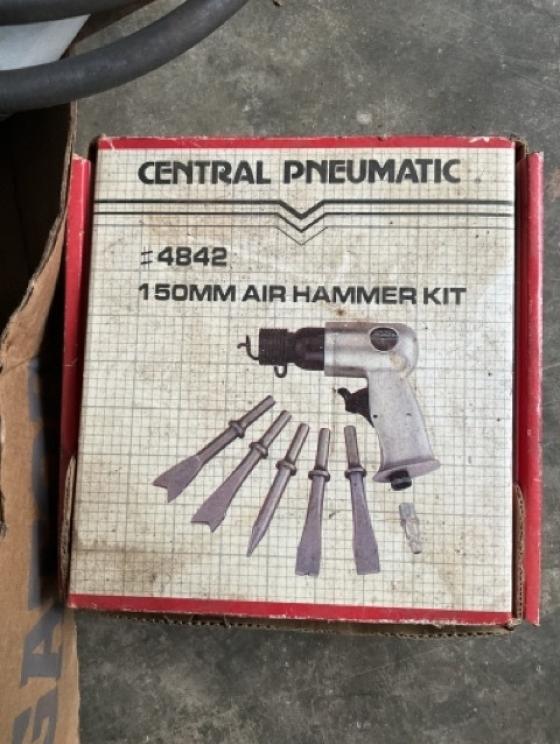 CENTRAL PNEUMATIC
#4842
150MM AIR HAMMER KIT